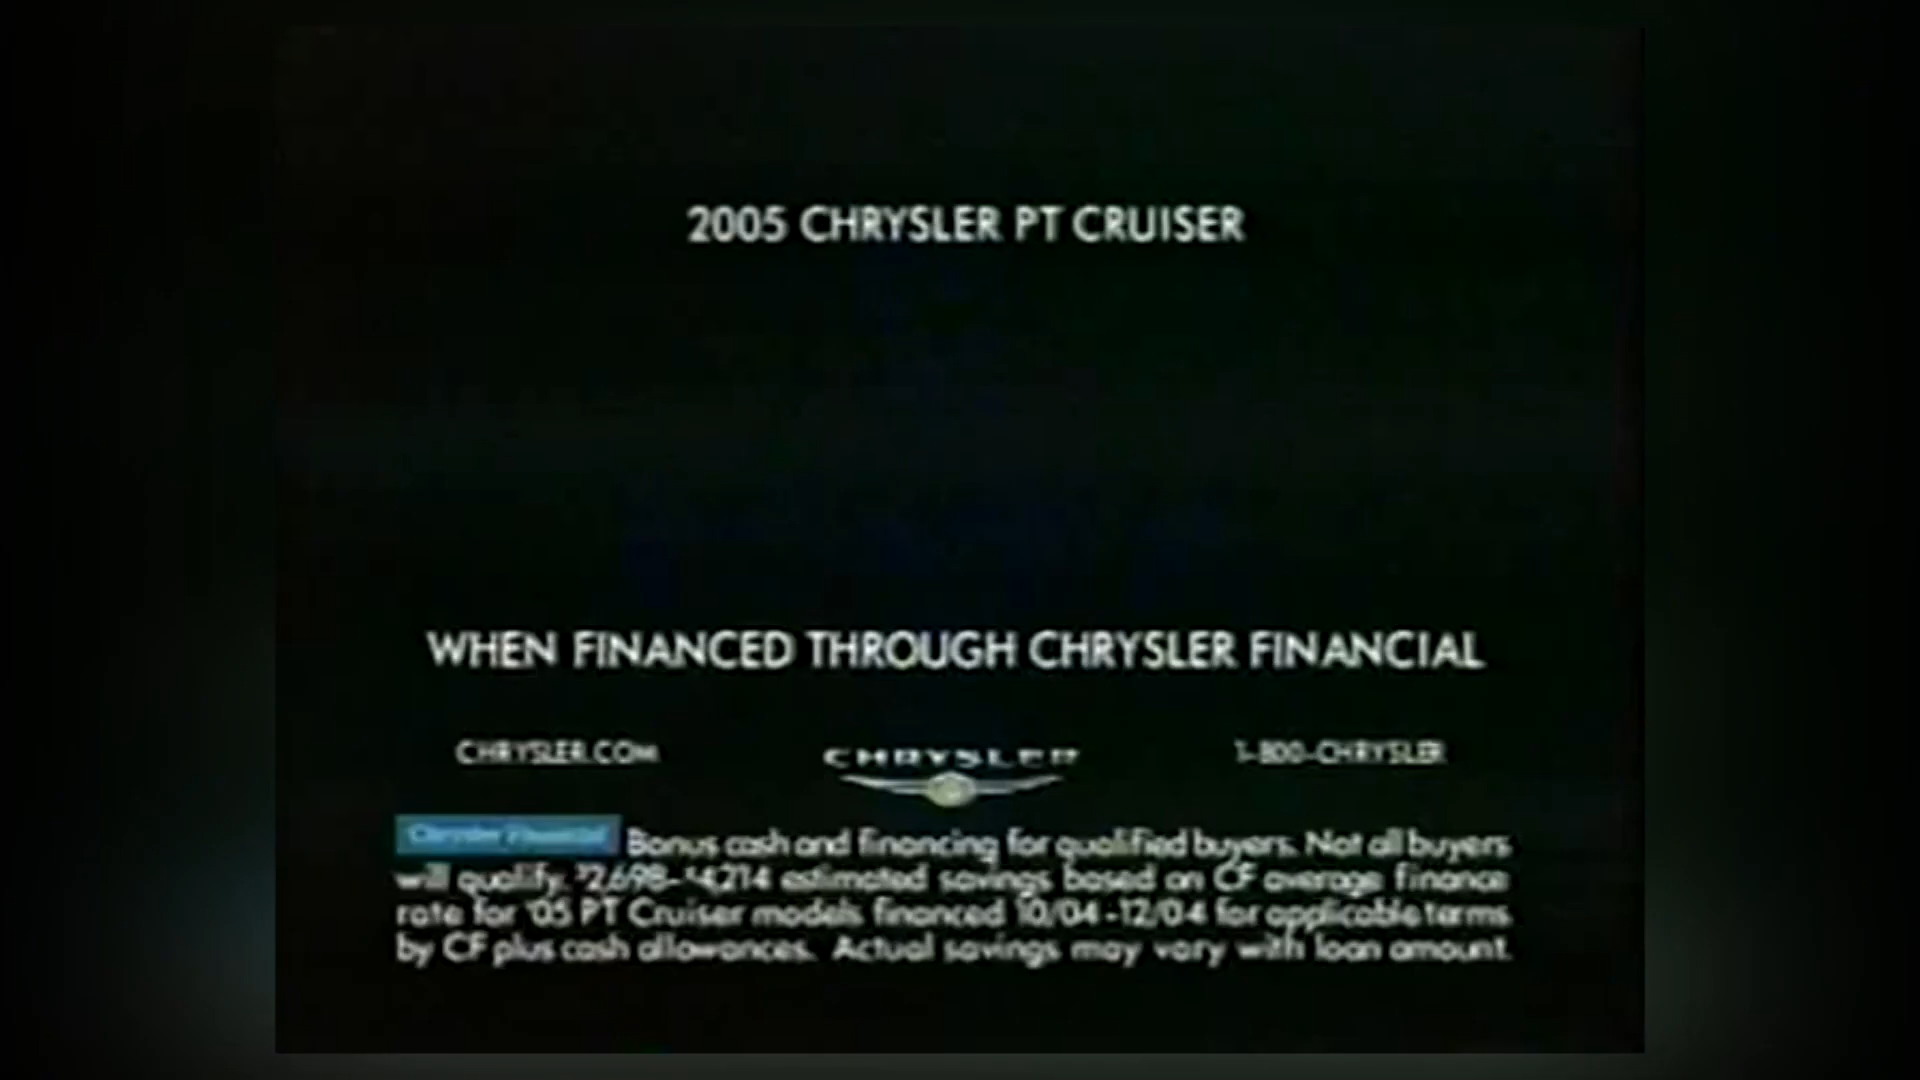 2005 CHRYSLER PT CRUISER
WHEN FINANCED THROUGH CHRYSLER FINANCIAL
CHRYSLER.COM
CHRYSLER
1-800-CHRYSLER
Chrysler Financial Bonus cash and financing for qualified buyers. Not all buyers
will qualify. $2,698-$4,214 estimated savings based on CF average finance
rate for '05 PT Cruiser models financed 10/04-12/04 for applicable terms
by CF plus cash allowances. Actual savings may vary with loan amount.